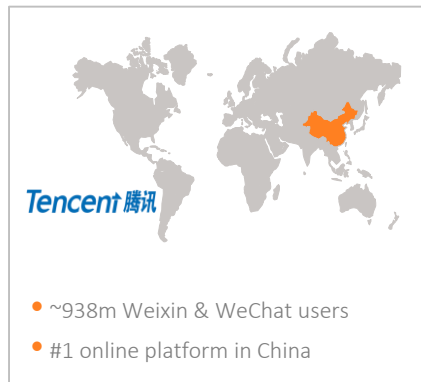 Tencent 腾讯
~938m Weixin & WeChat users
#1 online platform in China